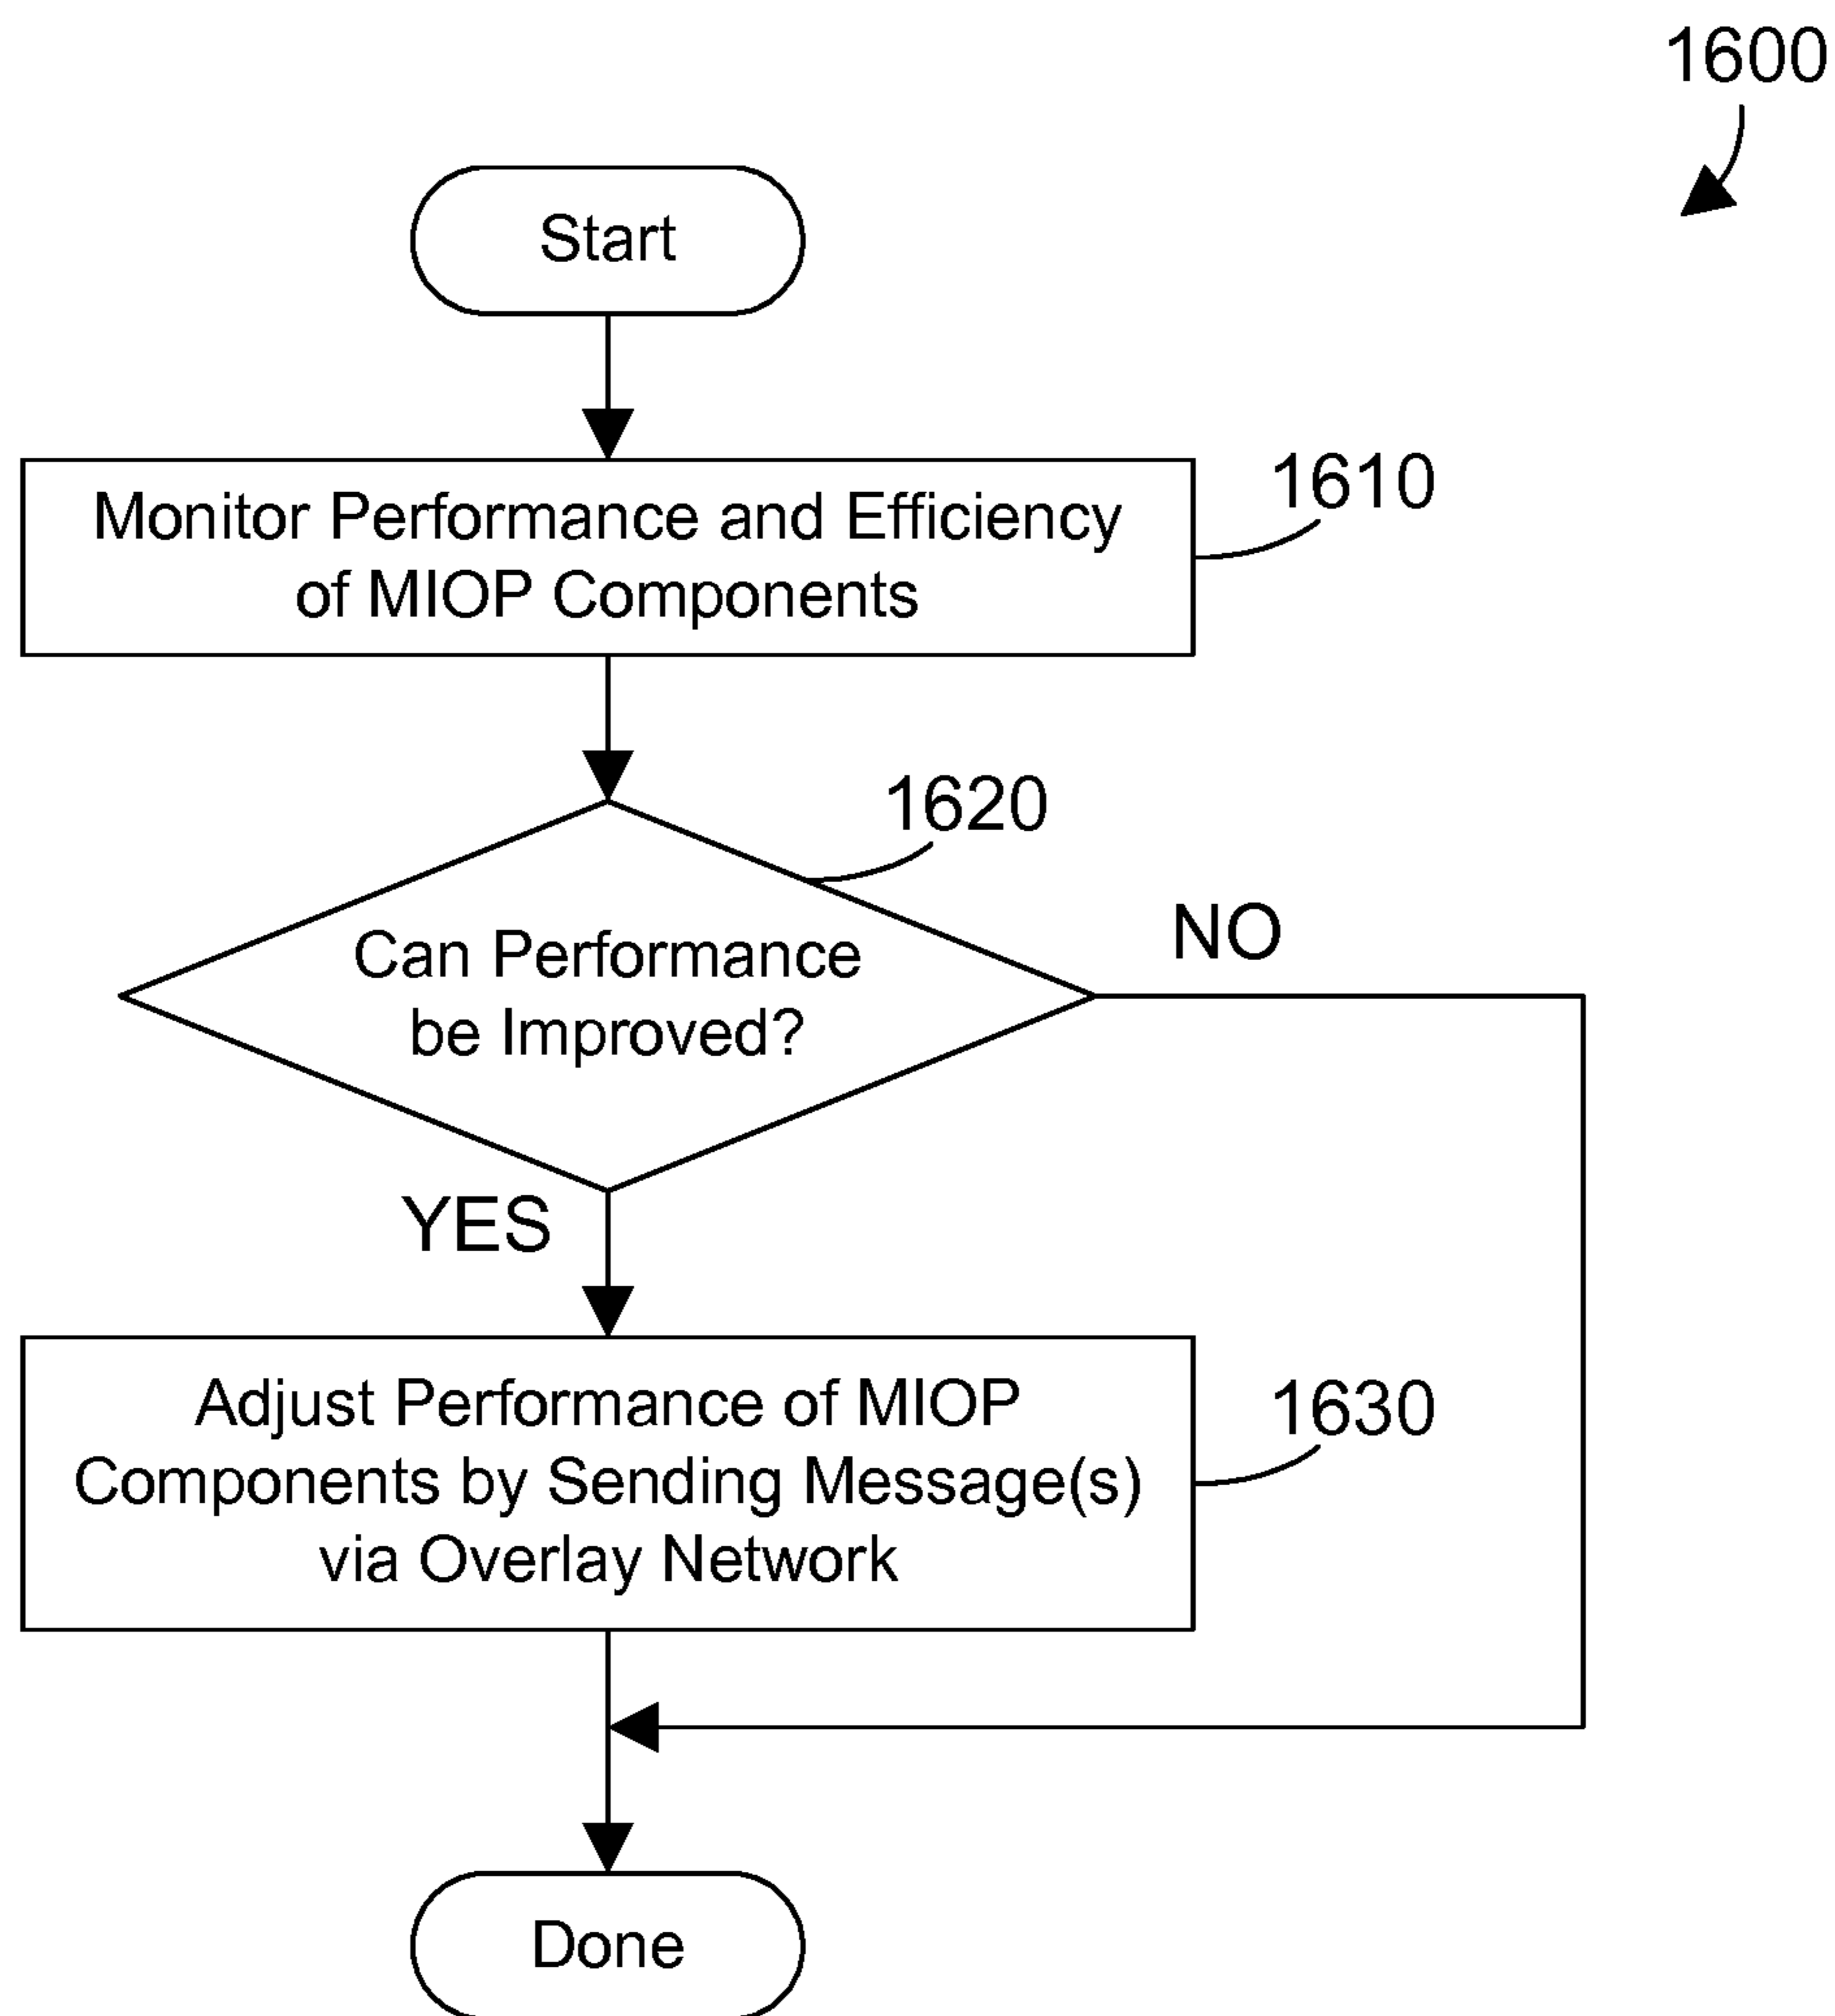 1600
Start
Monitor Performance and Efficiency
of MIOP Components
1610
1620
Can Performance
be Improved?
NO
YES
Adjust Performance of MIOP
Components by Sending Message(s)
via Overlay Network
1630
Done